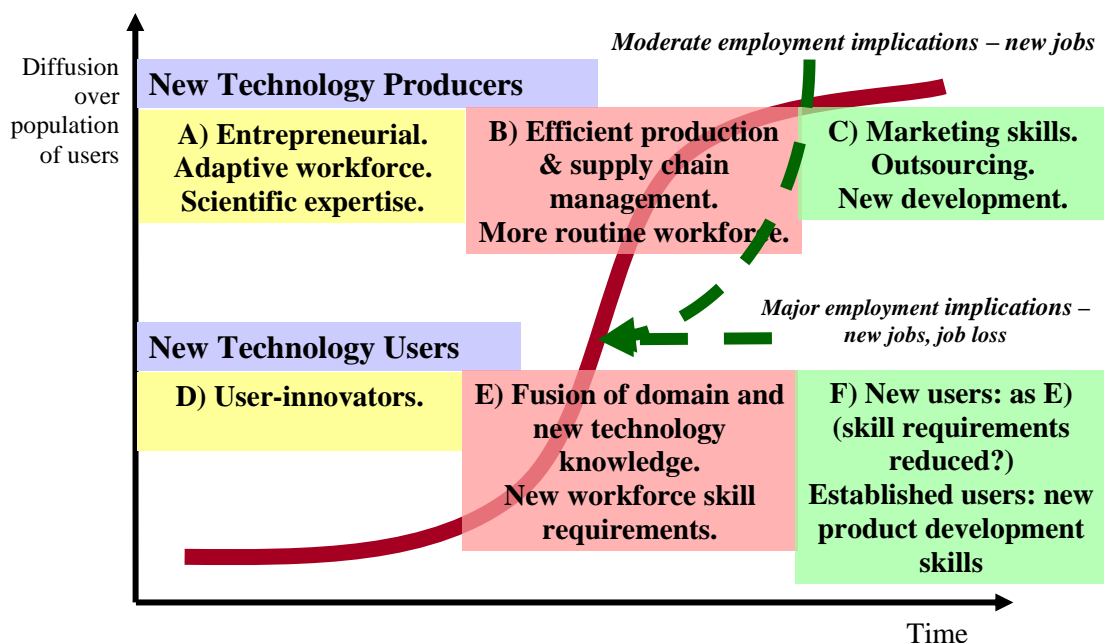 Moderate employment implications – new jobs
Diffusion
over
population
of users
New Technology Producers
A) Entrepreneurial.
Adaptive workforce.
Scientific expertise.
B) Efficient production
& supply chain
management.
More routine workforce.
C) Marketing skills.
Outsourcing.
New development.
Major employment implications –
new jobs, job loss
New Technology Users
D) User-innovators.
E) Fusion of domain and
new technology
knowledge.
New workforce skill
requirements.
F) New users: as E)
(skill requirements
reduced?)
Established users: new
product development
skills
Time